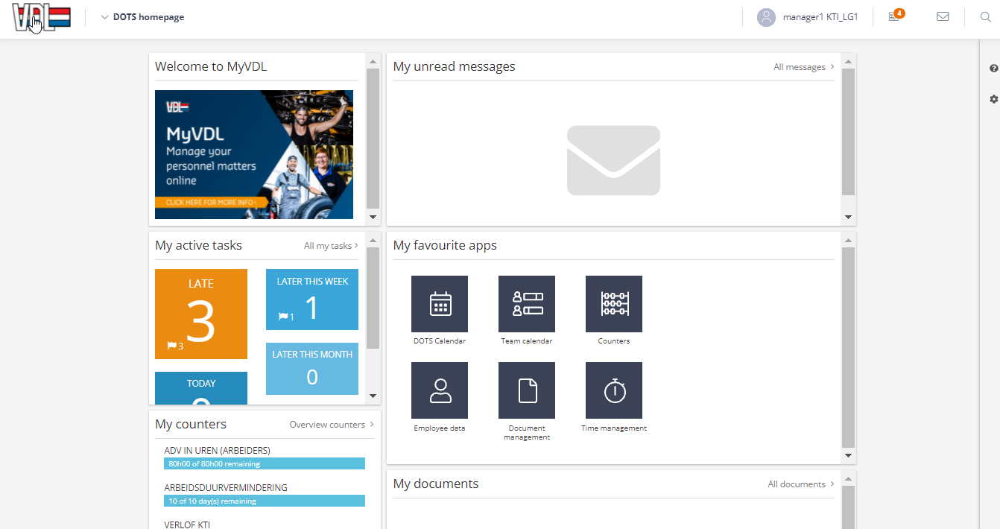 VDL
DOTS homepage
manager1 KTI_LG1
4
Welcome to MyVDL
VDL
MyVDL
Manage your
personnel matters
online
CLICK HERE FOR MORE INFO ›
My unread messages
All messages >
My active tasks
All my tasks >
LATE
3
3
LATER THIS WEEK
1
1
LATER THIS MONTH
0
TODAY
My favourite apps
DOTS Calendar
Team calendar
Counters
Employee data
Document
management
Time management
My counters
Overview counters >
ADV IN UREN (ARBEIDERS)
80h00 of 80h00 remaining
ARBEIDSDUURVERMINDERING
10 of 10 day(s) remaining
VERLOF KTI
My documents
All documents >